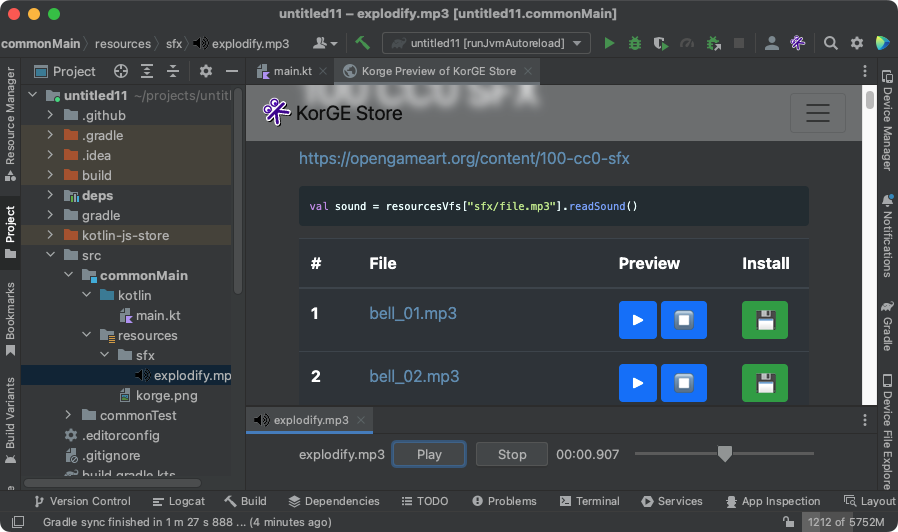 untitled11 – explodify.mp3 [untitled11.commonMain]
commonMain resources sfx explodify.mp3 untitled11 [runJvmAutoreload]
Project
main.kt Korge Preview of KorGE Store
Resource Manager
Project
Bookmarks
Build Variants
untitled11 ~/projects/untitl
.github
.gradle
.idea
build
deps
gradle
kotlin-js-store
src
commonMain
kotlin
main.kt
resources
sfx
explodify.mp
korge.png
commonTest
.editorconfig
.gitignore
build.gradle.kts
100 CC0 SFX
KorGE Store
https://opengameart.org/content/100-cc0-sfx
val sound = resourcesVfs["sfx/file.mp3"].readSound()
# File Preview Install
1 bell_01.mp3
2 bell_02.mp3
explodify.mp3
explodify.mp3 Play Stop 00:00.907
Device Manager
Notifications
Gradle
Device File Explore
Version Control Logcat Build Dependencies TODO Problems Terminal Services App Inspection Layout
Gradle sync finished in 1 m 27 s 888 ... (4 minutes ago) 1212 of 5752M